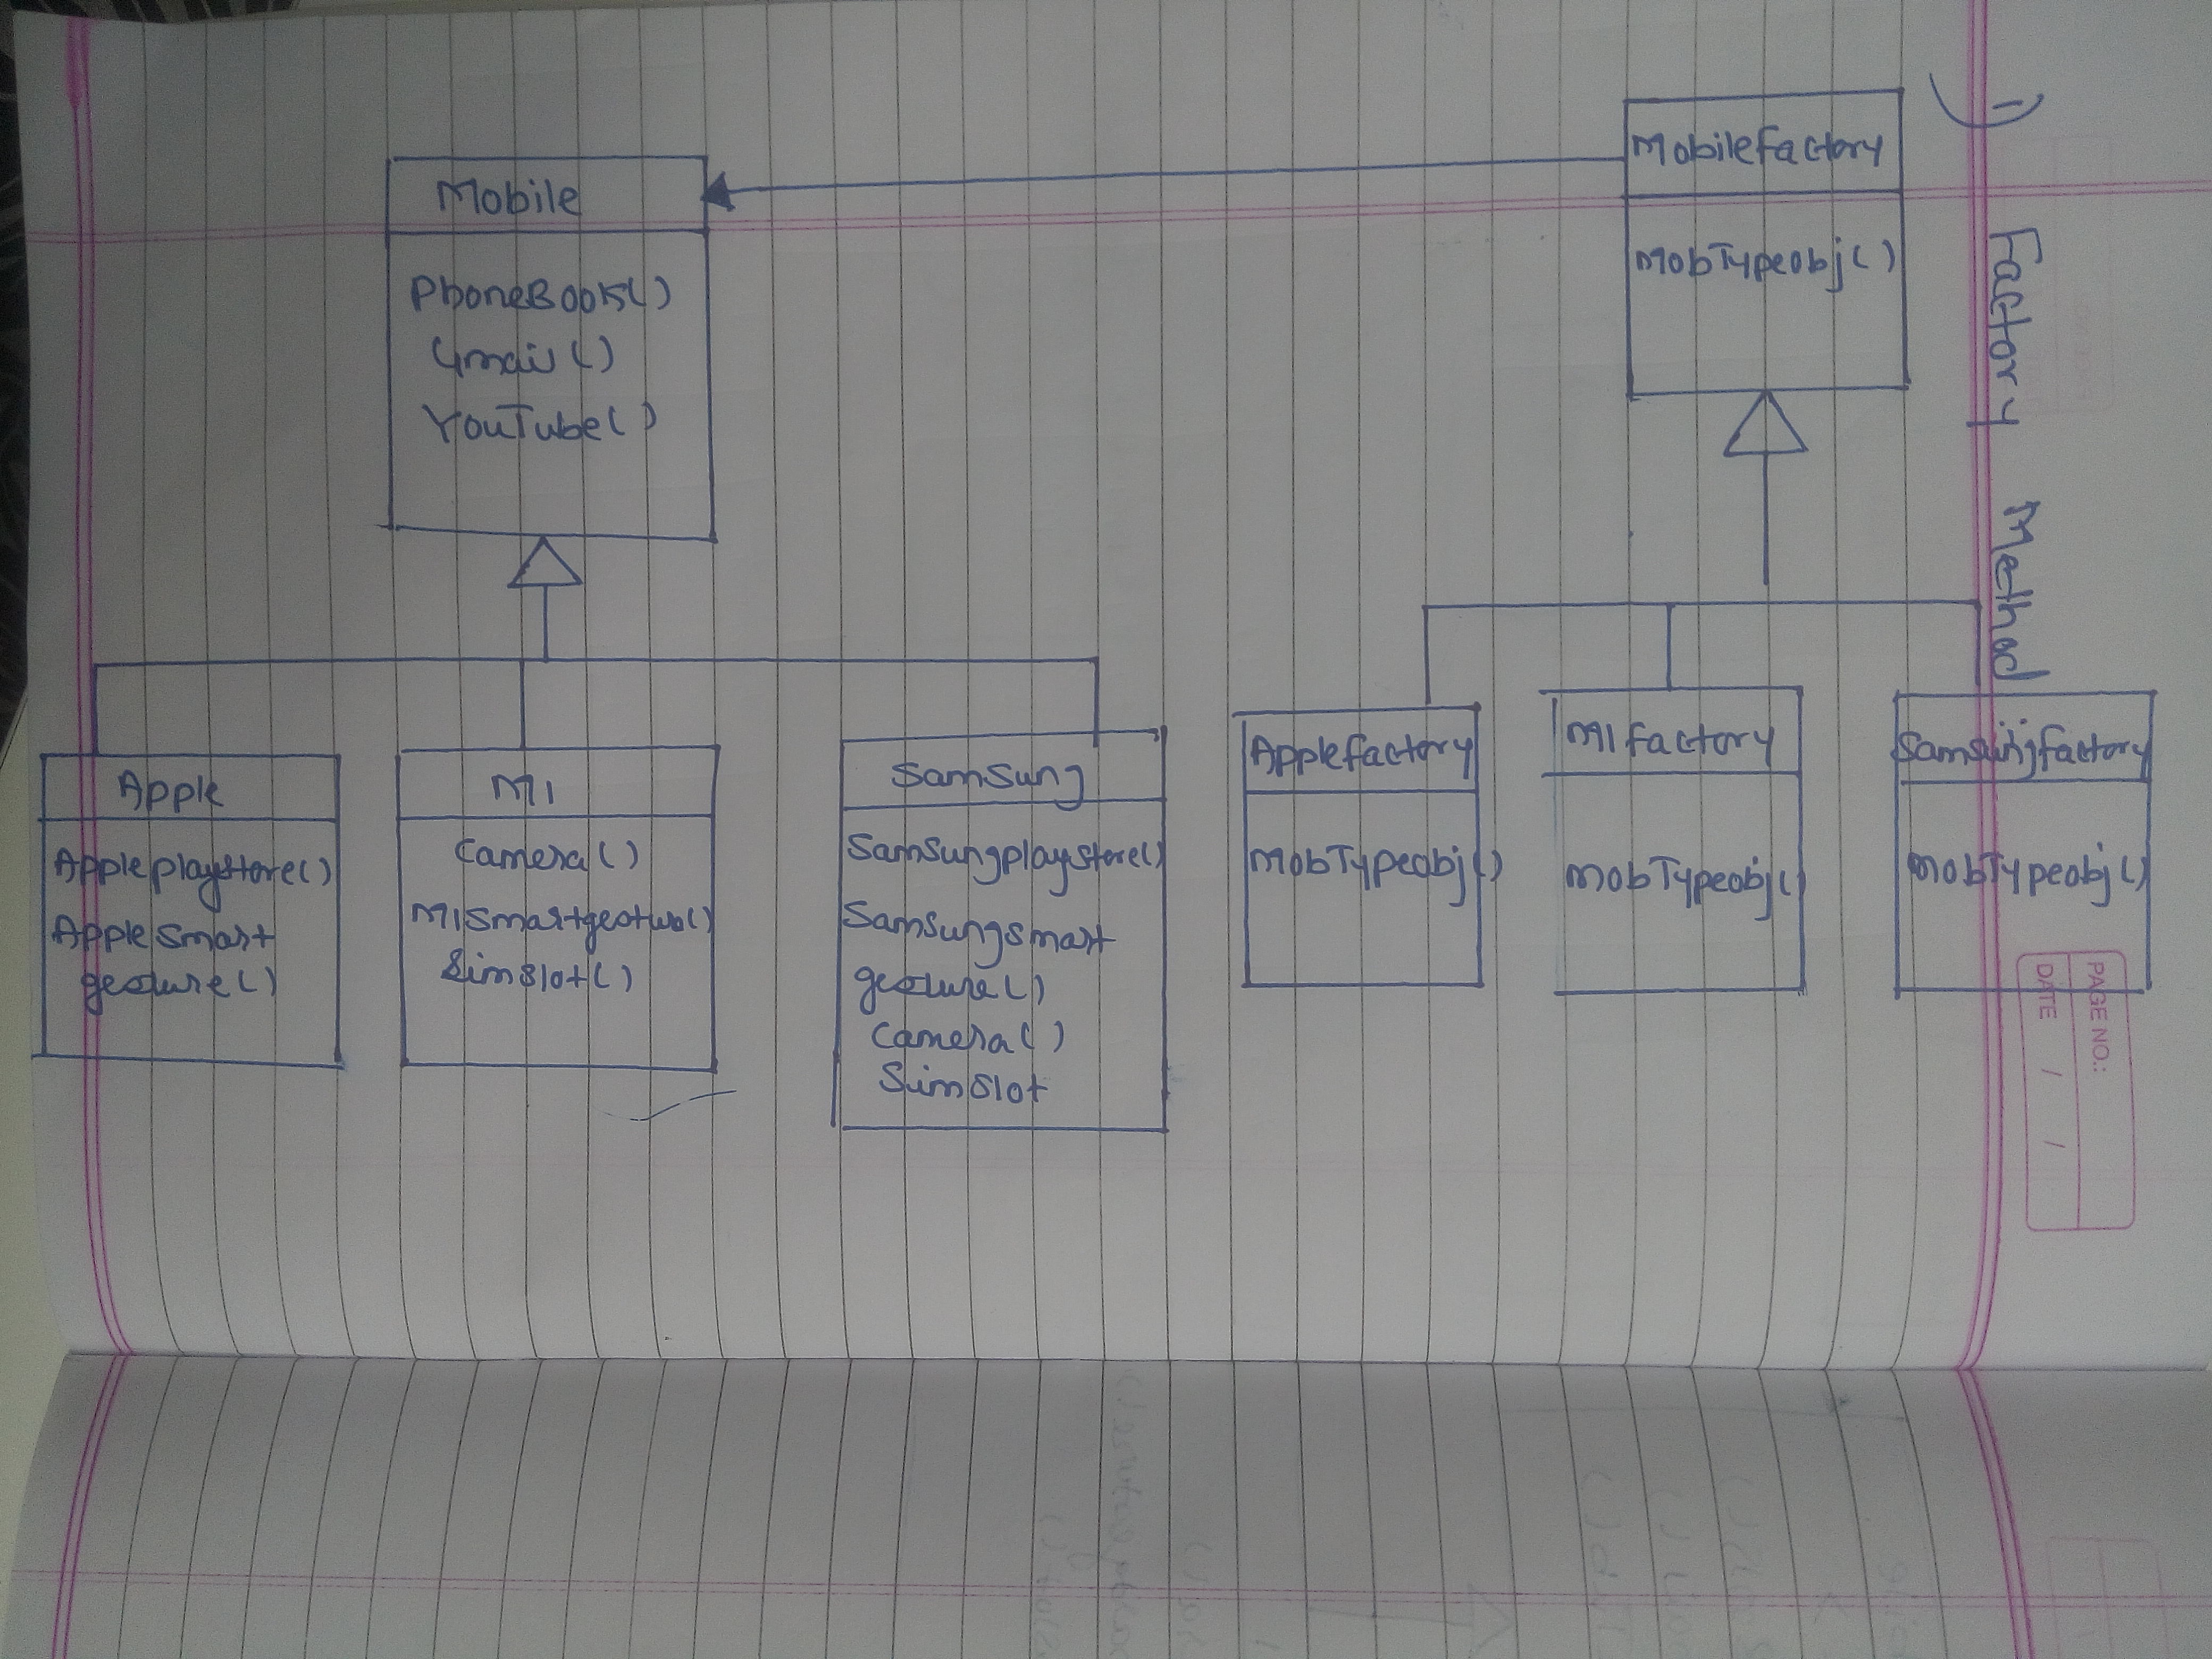 1)
Factory Method
Mobilefactory
MobTypeobj()
Mobile
PhoneBook()
Gmail()
YouTube()
Apple
Appleplaystore()
Applesmart
gesture()
MI
Camera()
SimSlot()
Samsung
Samsungplaystore()
Samsungsmart
gesture()
Camera()
SimSlot
Applefactory
MobTypeobj()
MIfactory
MobTypeobj()
Samsungfactory
MobTypeobj()
PAGE NO.:
DATE / /